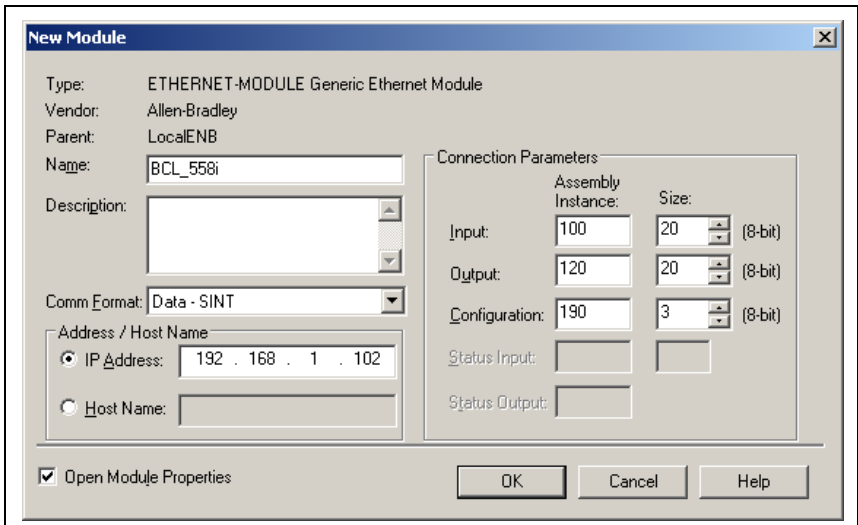 New Module
Type: ETHERNET-MODULE Generic Ethernet Module
Vendor: Allen-Bradley
Parent: LocalENB
Name: BCL_558i
Description:
Comm Format: Data - SINT
Address / Host Name
IP Address: 192 . 168 . 1 . 102
Host Name:
Connection Parameters
Assembly
Instance: Size:
Input: 100 20 (8-bit)
Output: 120 20 (8-bit)
Configuration: 190 3 (8-bit)
Status Input:
Status Output:
Open Module Properties
OK Cancel Help